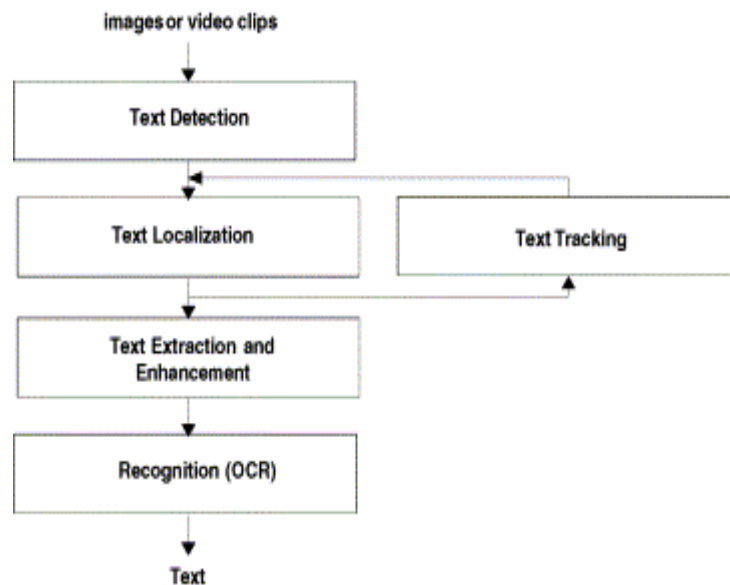 images or video clips
Text Detection
Text Localization
Text Tracking
Text Extraction and
Enhancement
Recognition (OCR)
Text